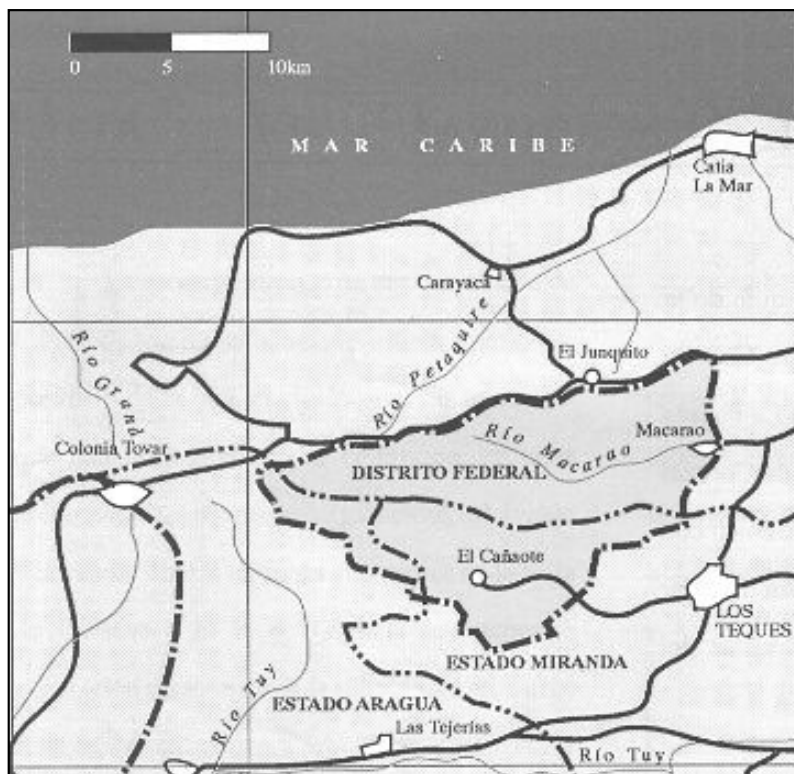 0 5 10km
MAR CARIBE
Catia
La Mar
Carayaca
Río Petaquire
El Junquito
Río Grand
Colonia Tovar
Río Macarao
Macarao
DISTRITO FEDERAL
El Cañaote
LOS
TEQUES
ESTADO MIRANDA
Río Tuy
ESTADO ARAGUA
Las Tejerías
Río Tuy